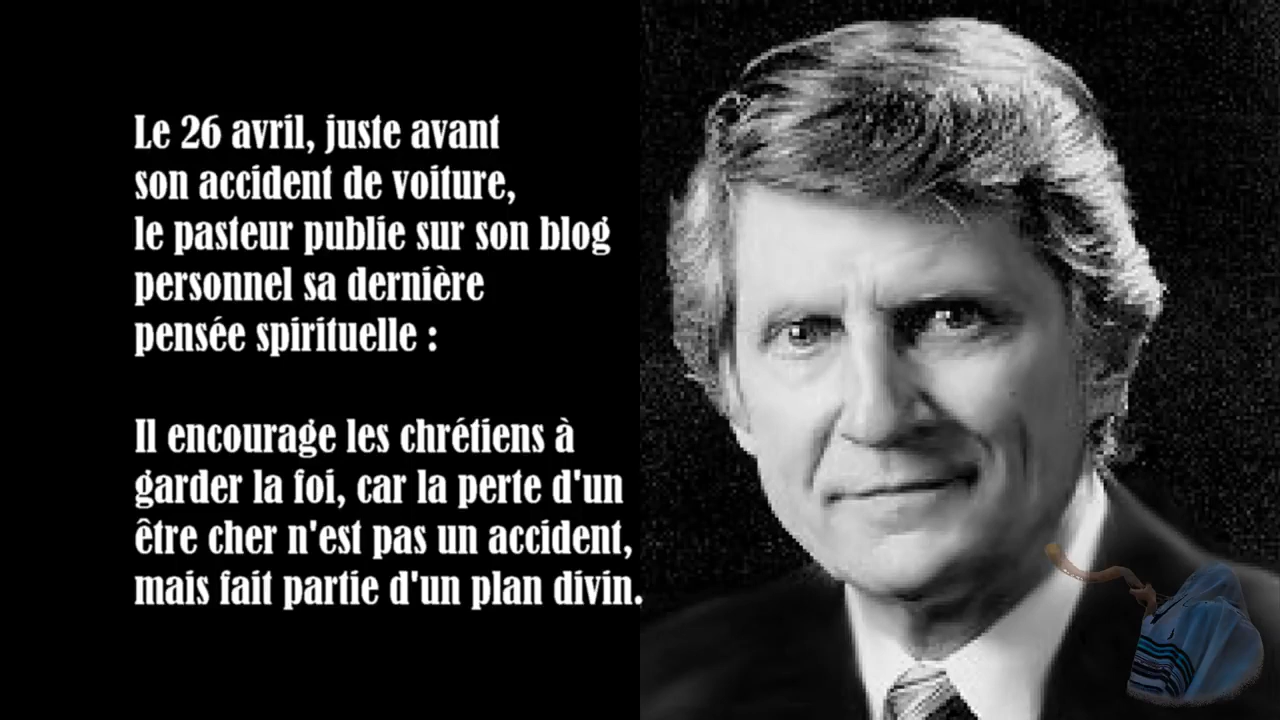 Le 26 avril, juste avant
son accident de voiture,
le pasteur publie sur son blog
personnel sa dernière
pensée spirituelle :
Il encourage les chrétiens à
garder la foi, car la perte d'un
être cher n'est pas un accident,
mais fait partie d'un plan divin.